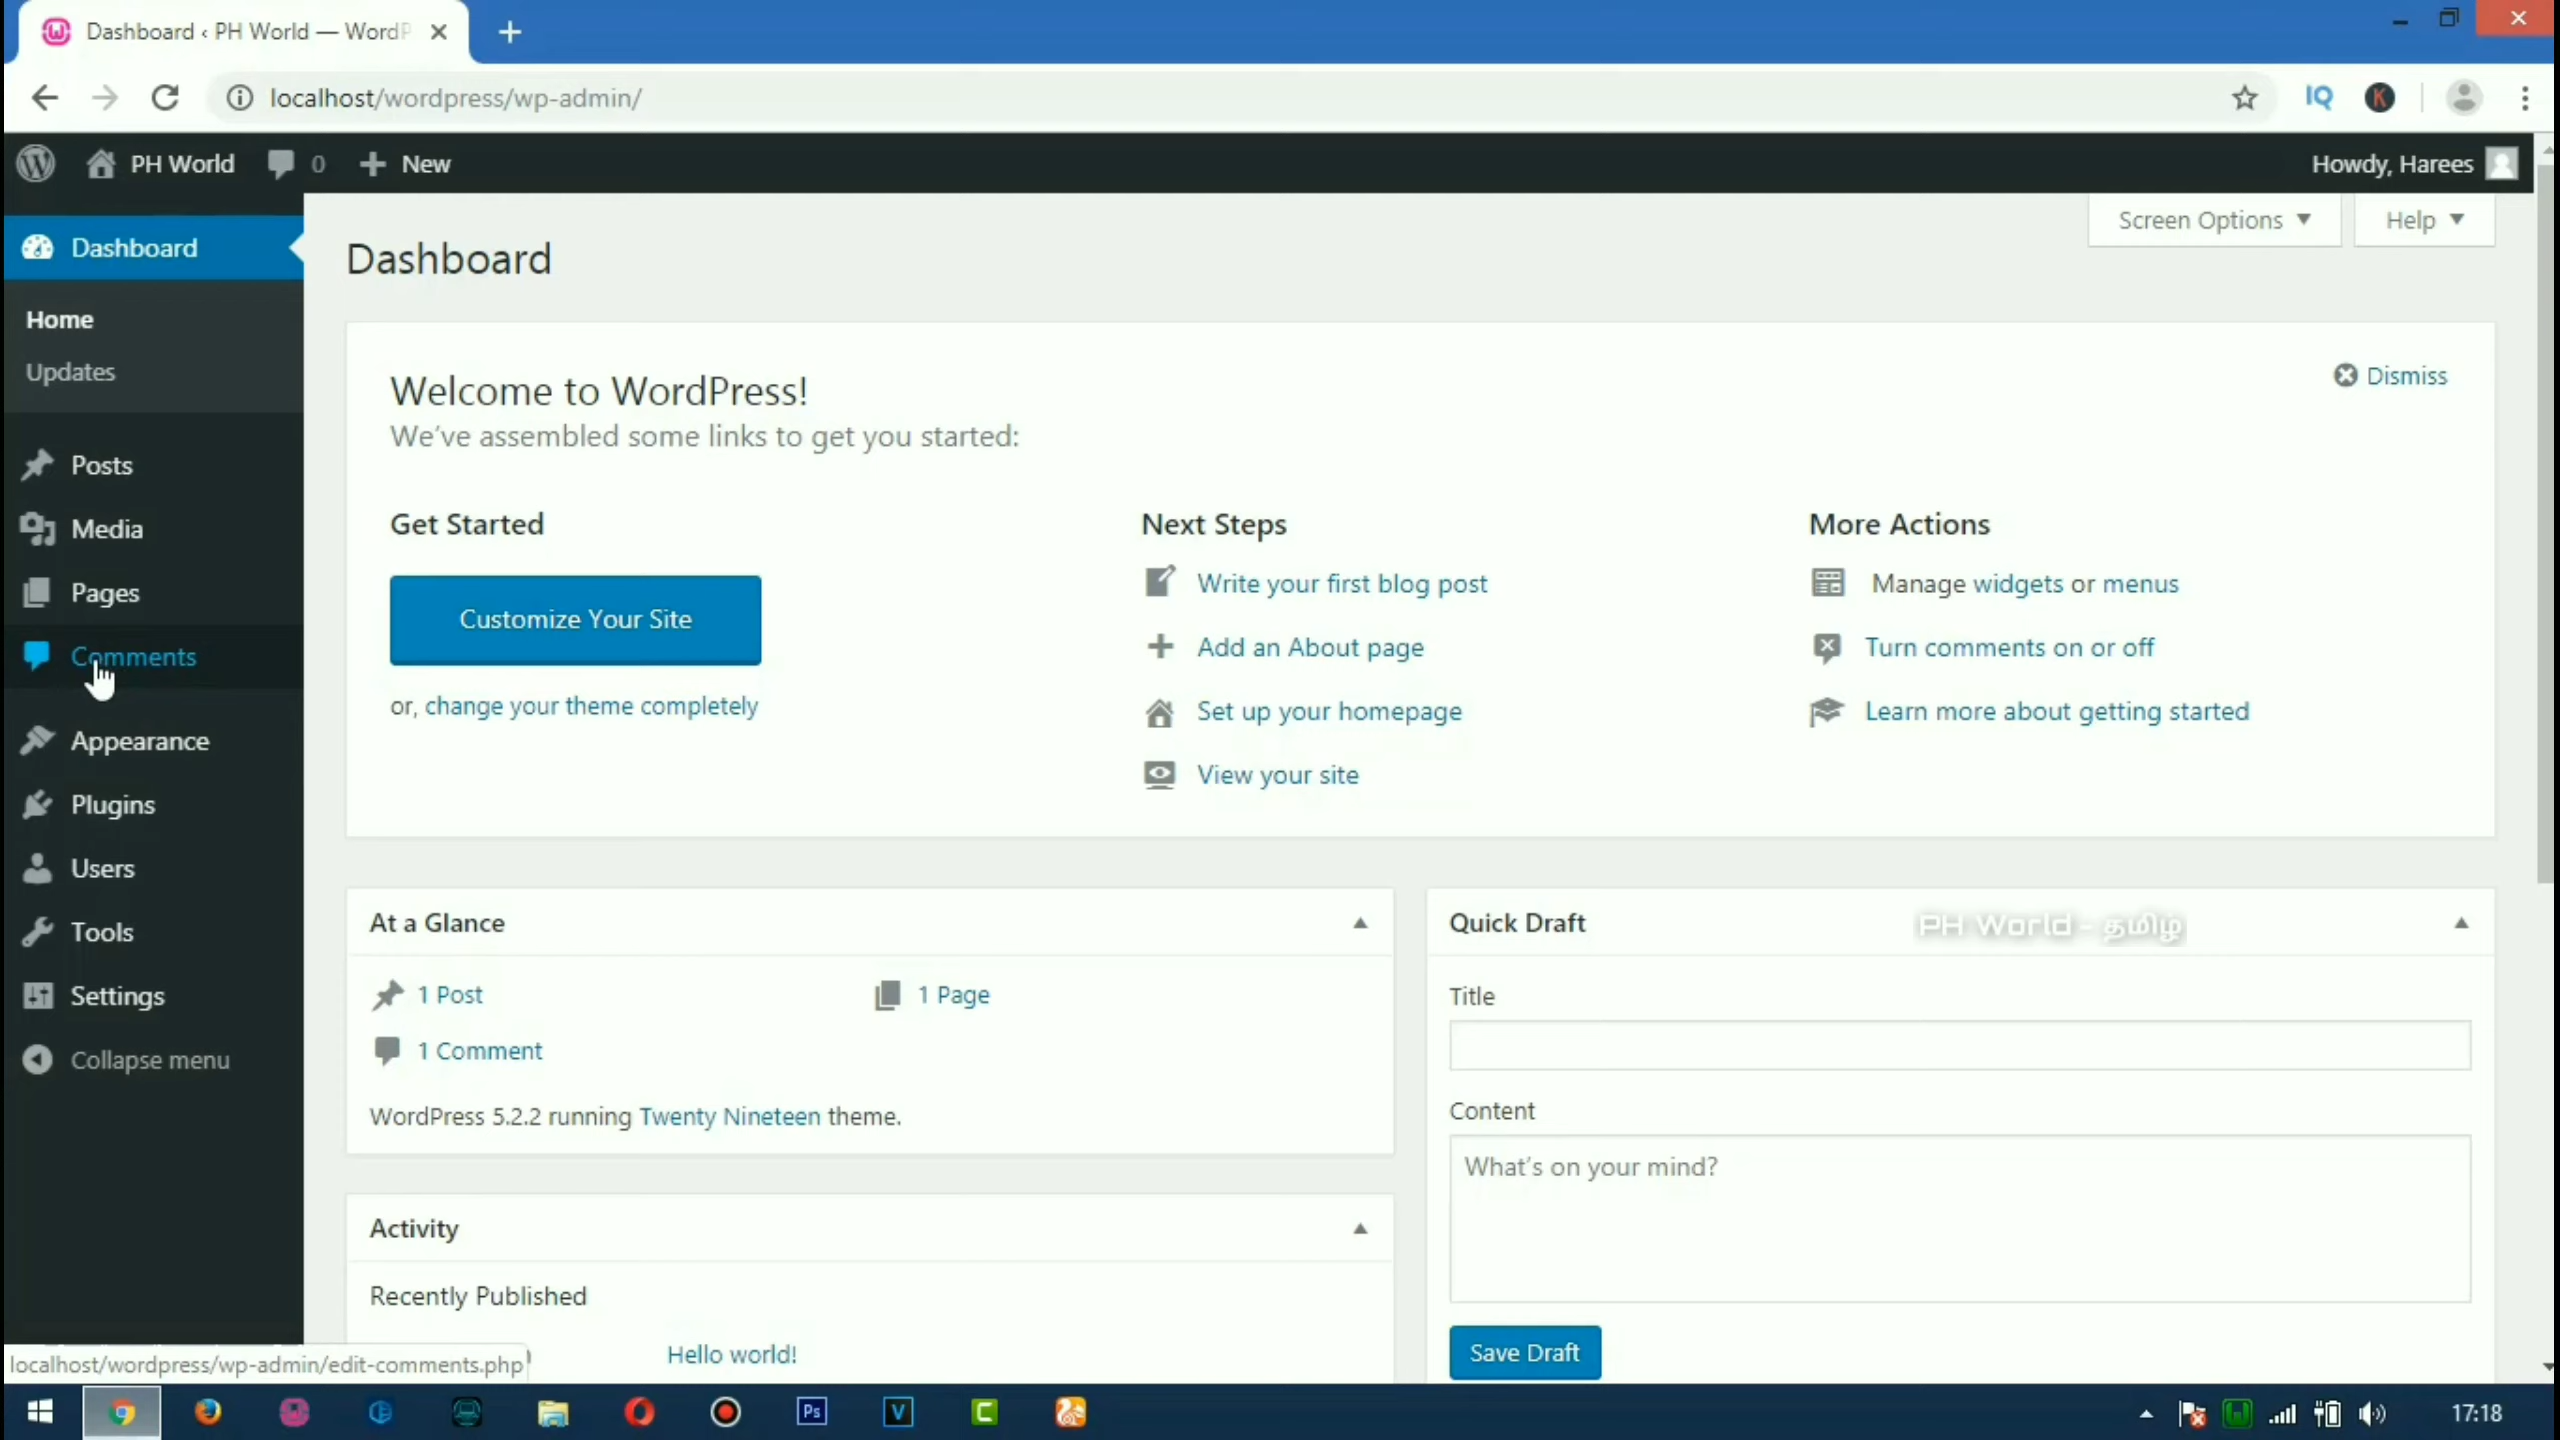 Dashboard ‹ PH World — WordP
localhost/wordpress/wp-admin/
IQ
K
PH World 0 New
Howdy, Harees
Screen Options
Help
Dashboard
Home
Updates
Posts
Media
Pages
Comments
Appearance
Plugins
Users
Tools
Settings
Collapse menu
Dashboard
Welcome to WordPress!
Dismiss
We've assembled some links to get you started:
Get Started
Customize Your Site
or, change your theme completely
Next Steps
Write your first blog post
Add an About page
Set up your homepage
View your site
More Actions
Manage widgets or menus
Turn comments on or off
Learn more about getting started
At a Glance
1 Post
1 Page
1 Comment
WordPress 5.2.2 running Twenty Nineteen theme.
Activity
Recently Published
Hello world!
Quick Draft
PH World - தமிழ்
Title
Content
What's on your mind?
Save Draft
localhost/wordpress/wp-admin/edit-comments.php
Ps
V
C
17:18